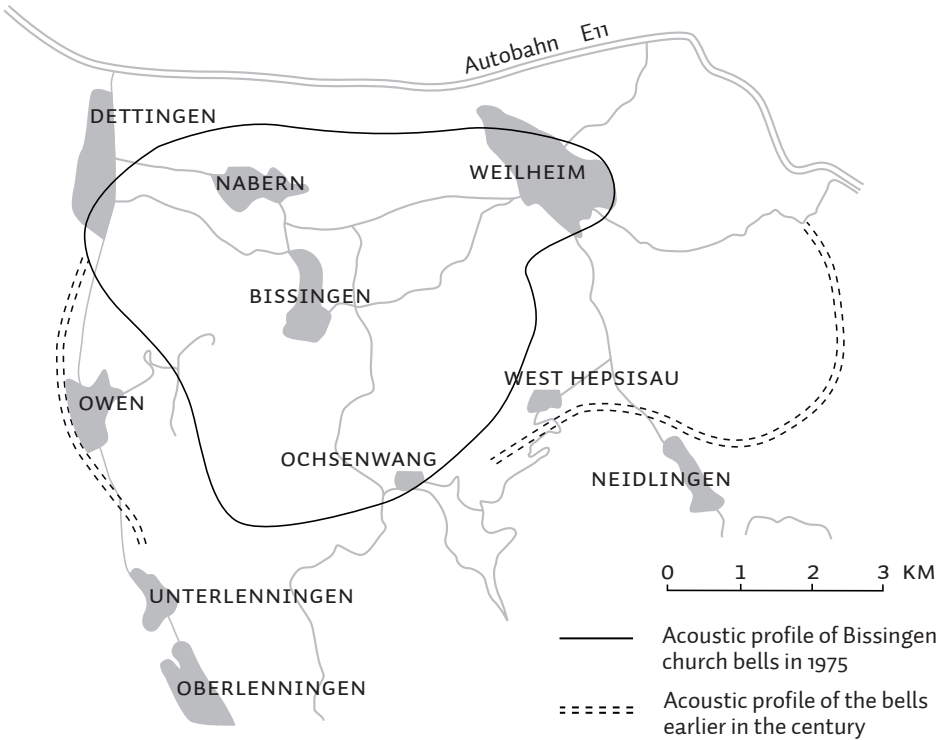 Autobahn E11
DETTINGEN
WEILHEIM
NABERN
BISSINGEN
WEST HEPSISAU
OWEN
OCHSENWANG
NEIDLINGEN
0 1 2 3 KM
UNTERLENNINGEN
Acoustic profile of Bissingen
church bells in 1975
OBERLENNINGEN
Acoustic profile of the bells
earlier in the century